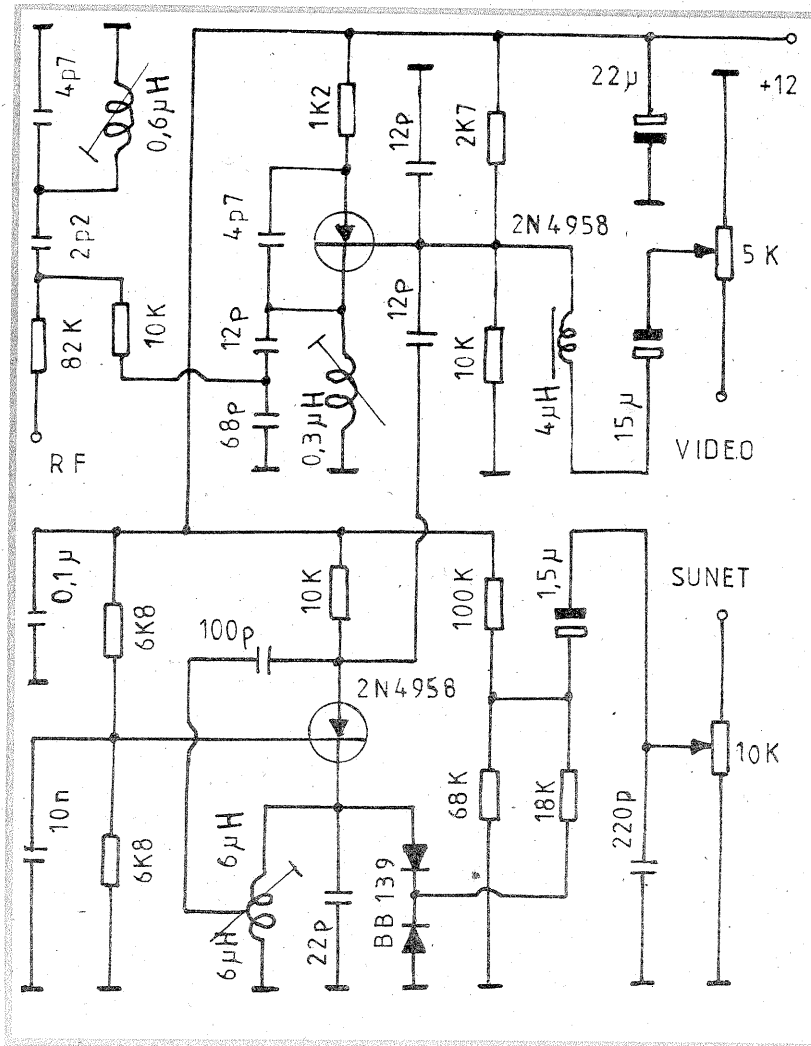 4p7
0,6μH
1K2
12p
2K7
22μ
+12
2p2
4p7
2N4958
5K
82K
10K
12p
12p
10K
4μH
15μ
68p
0,3μH
RF
VIDEO
0,1μ
6K8
10K
100K
1,5μ
SUNET
100p
2N4958
10n
6K8
6μH
6μH
22p
BB139
68K
18K
220p
10K